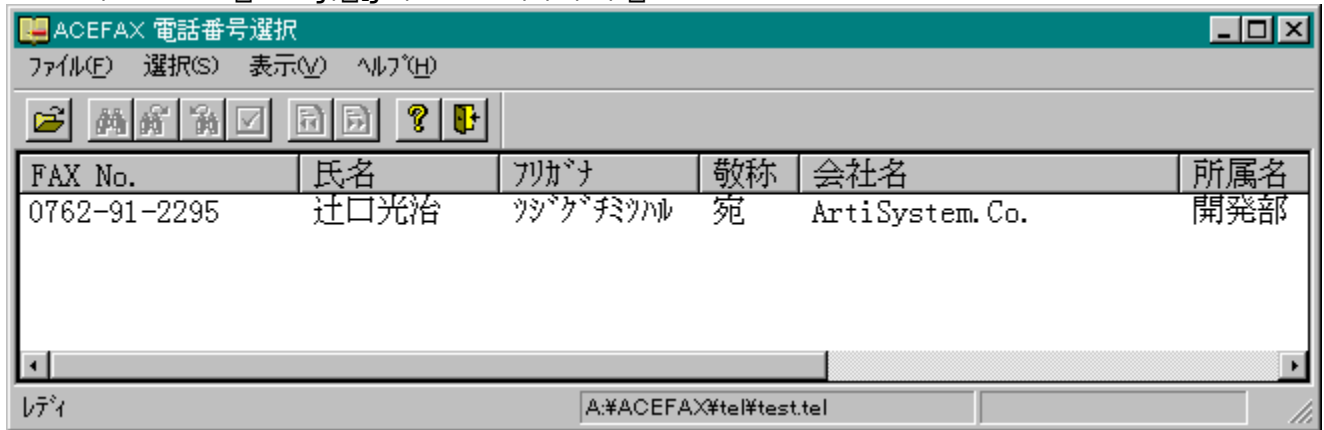 ACEFAX 電話番号選択
ﾌｧｲﾙ(F) 選択(S) 表示(V) ﾍﾙﾌﾟ(H)
FAX No. 氏名 ﾌﾘｶﾞﾅ 敬称 会社名 所属名
0762-91-2295 辻口光治 ﾂｼﾞｸﾞﾁﾐﾂﾊﾙ 宛 ArtiSystem.Co. 開発部
ﾚﾃﾞｨ A:¥ACEFAX¥tel¥test.tel